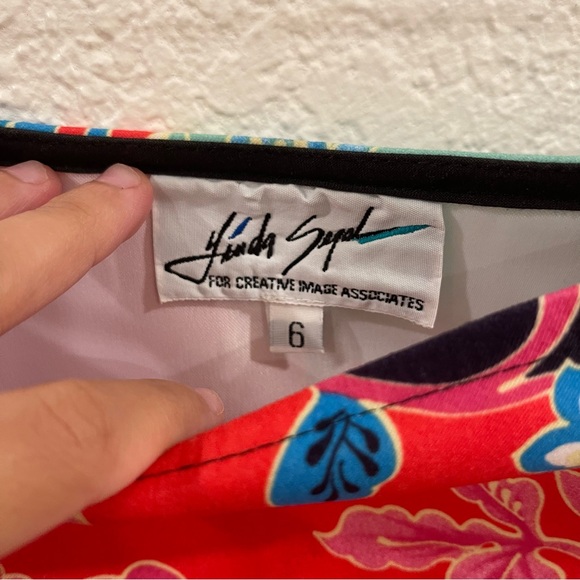 Linda Segal
FOR CREATIVE IMAGE ASSOCIATES
6